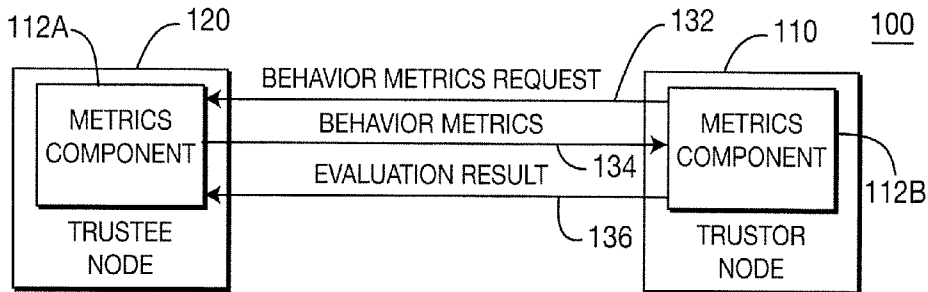 112A
120
132
110
100
BEHAVIOR METRICS REQUEST
METRICS
COMPONENT
BEHAVIOR METRICS
134
METRICS
COMPONENT
EVALUATION RESULT
136
112B
TRUSTEE
NODE
TRUSTOR
NODE